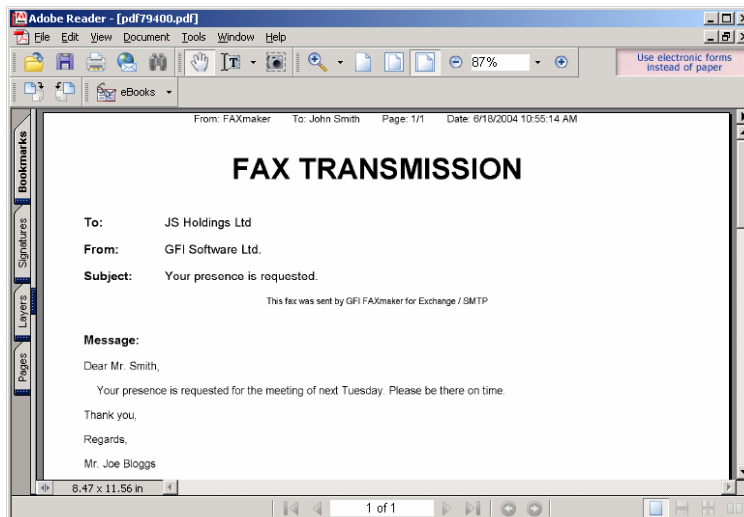 Adobe Reader - [pdf79400.pdf]
File Edit View Document Tools Window Help
87%
Use electronic forms
instead of paper
eBooks
Bookmarks
Signatures
Layers
Pages
From: FAXmaker To: John Smith Page: 1/1 Date: 6/18/2004 10:55:14 AM
FAX TRANSMISSION
To: JS Holdings Ltd
From: GFI Software Ltd.
Subject: Your presence is requested.
This fax was sent by GFI FAXmaker for Exchange / SMTP
Message:
Dear Mr. Smith,
Your presence is requested for the meeting of next Tuesday. Please be there on time.
Thank you,
Regards,
Mr. Joe Bloggs
8.47 x 11.56 in
1 of 1